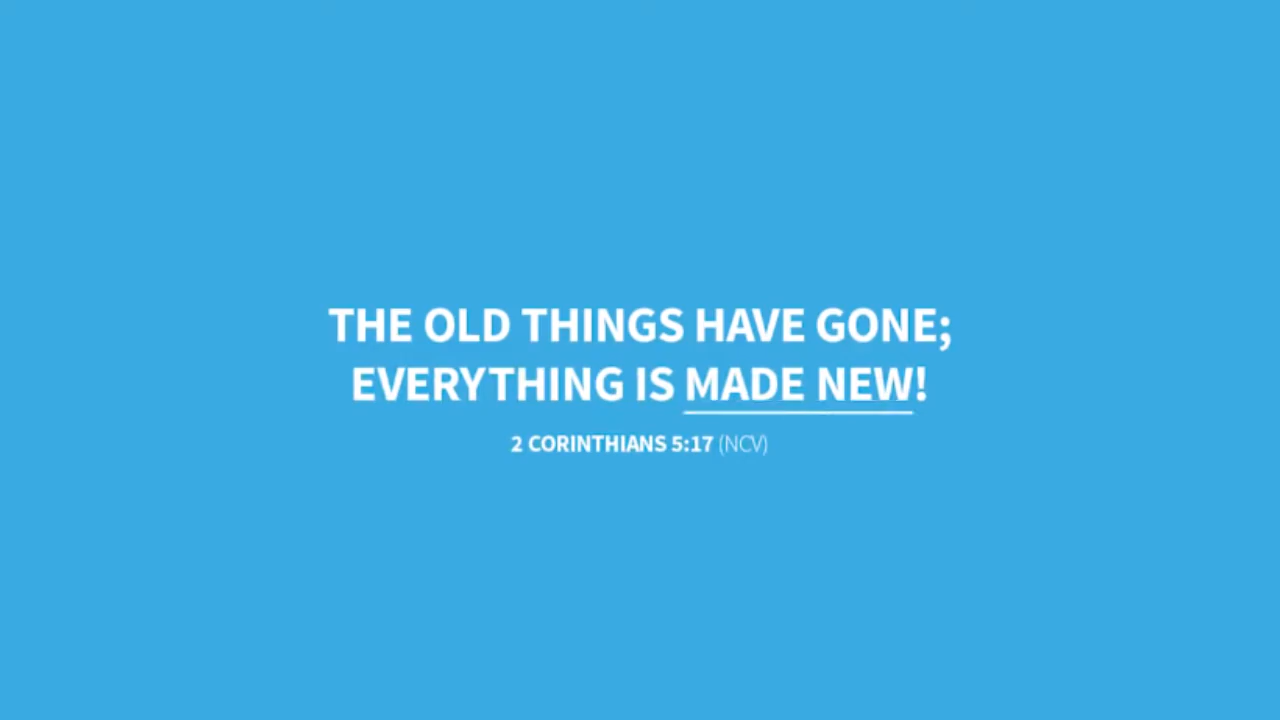 THE OLD THINGS HAVE GONE;
EVERYTHING IS MADE NEW!
2 CORINTHIANS 5:17 (NCV)